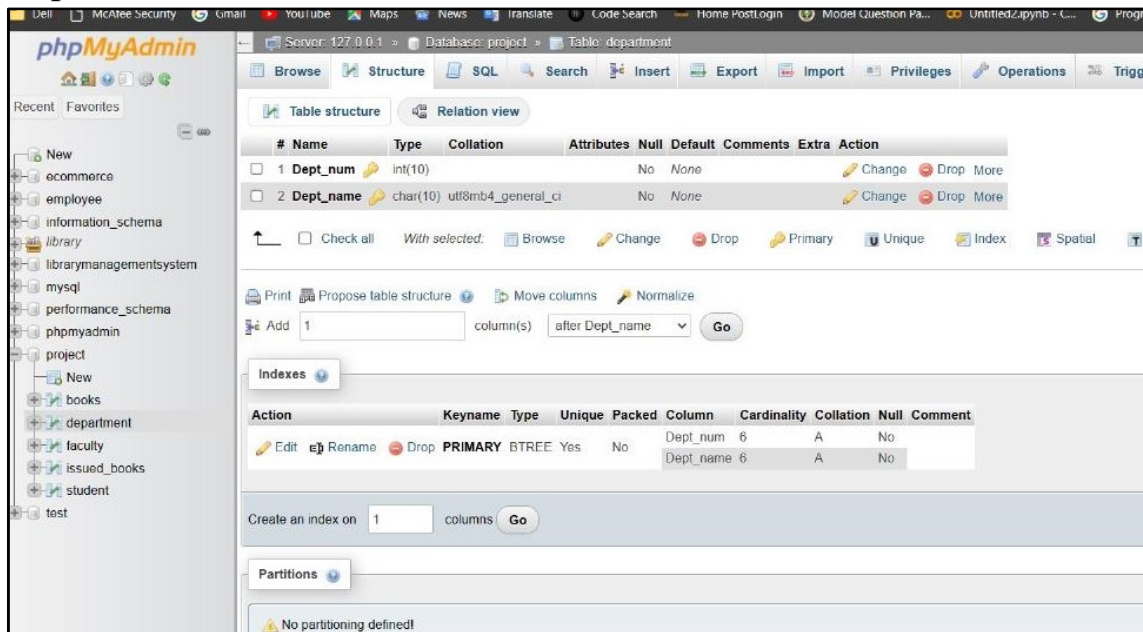 Dell McAfee Security Gmail YouTube Maps News Translate Code Search Home PostLogin Model Question Pa... Untitled2.ipynb - C...
phpMyAdmin
Recent Favorites
New
ecommerce
employee
information_schema
library
librarymanagementsystem
mysql
performance_schema
phpmyadmin
project
New
books
department
faculty
issued_books
student
test
Server: 127.0.0.1 » Database: project » Table: department
Browse Structure SQL Search Insert Export Import Privileges Operations Trigg
Table structure Relation view
# Name Type Collation Attributes Null Default Comments Extra Action
1 Dept_num int(10) No None Change Drop More
2 Dept_name char(10) utf8mb4_general_ci No None Change Drop More
Check all With selected: Browse Change Drop Primary Unique Index Spatial
Print Propose table structure Move columns Normalize
Add 1 column(s) after Dept_name Go
Indexes
Action Keyname Type Unique Packed Column Cardinality Collation Null Comment
Edit Rename Drop PRIMARY BTREE Yes No Dept_num 6 A No
Dept_name 6 A No
Create an index on 1 columns Go
Partitions
No partitioning defined!